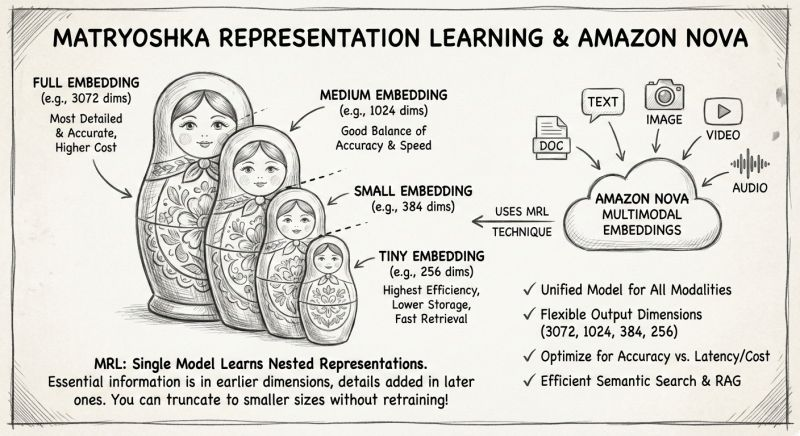 MATRYOSHKA REPRESENTATION LEARNING & AMAZON NOVA
FULL EMBEDDING
(e.g., 3072 dims)
Most Detailed
& Accurate,
Higher Cost
MEDIUM EMBEDDING
(e.g., 1024 dims)
Good Balance of
Accuracy & Speed
SMALL EMBEDDING
(e.g., 384 dims)
TINY EMBEDDING
(e.g., 256 dims)
Highest Efficiency,
Lower Storage,
Fast Retrieval
MRL: Single Model Learns Nested Representations.
Essential information is in earlier dimensions, details added in later
ones. You can truncate to smaller sizes without retraining!
DOC
TEXT
IMAGE
VIDEO
AUDIO
AMAZON NOVA
MULTIMODAL
EMBEDDINGS
USES MRL
TECHNIQUE
✓ Unified Model for All Modalities
✓ Flexible Output Dimensions
(3072, 1024, 384, 256)
✓ Optimize for Accuracy vs. Latency/Cost
✓ Efficient Semantic Search & RAG